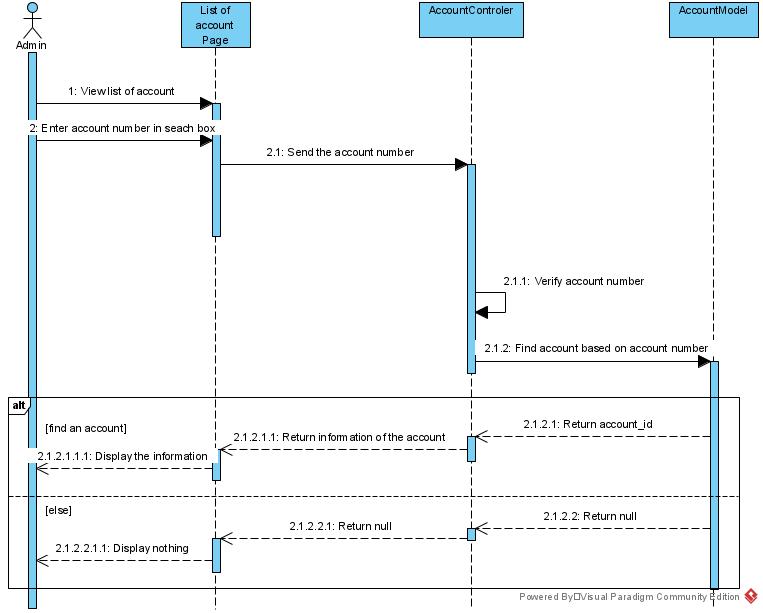 Admin
List of
account
Page
AccountControler
AccountModel
1: View list of account
2: Enter account number in seach box
2.1: Send the account number
2.1.1: Verify account number
2.1.2: Find account based on account number
alt
[find an account]
2.1.2.1: Return account_id
2.1.2.1.1: Return information of the account
2.1.2.1.1.1: Display the information
[else]
2.1.2.2: Return null
2.1.2.2.1: Return null
2.1.2.2.1.1: Display nothing
Powered By Visual Paradigm Community Edition